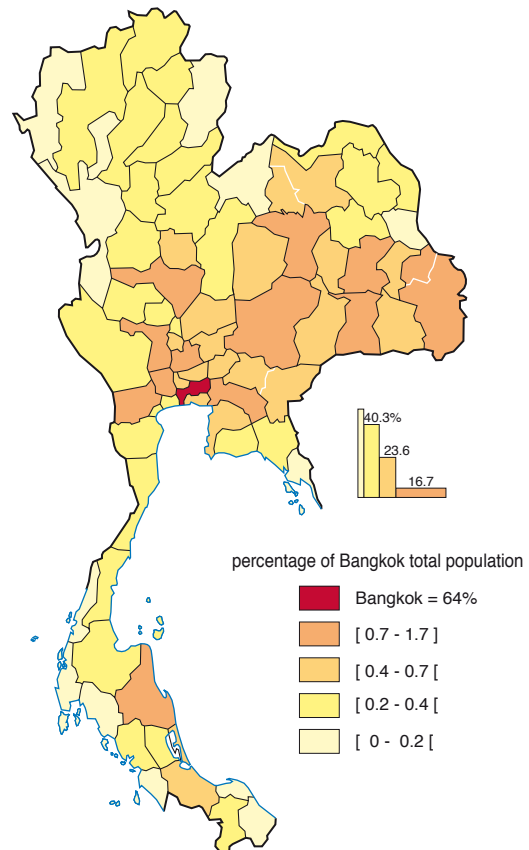 40.3%
23.6
16.7
percentage of Bangkok total population
Bangkok = 64%
[ 0.7 - 1.7 ]
[ 0.4 - 0.7 [
[ 0.2 - 0.4 [
[ 0 - 0.2 [